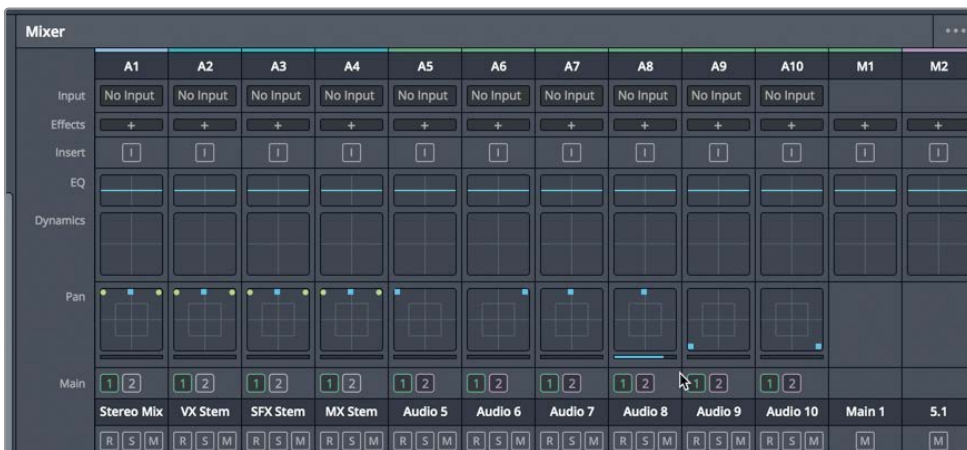 Mixer
A1 A2 A3 A4 A5 A6 A7 A8 A9 A10 M1 M2
Input No Input No Input No Input No Input No Input No Input No Input No Input No Input No Input
Effects + + + + + + + + + + + +
Insert I I I I I I I I I I I I
EQ
Dynamics
Pan
Main 1 2 1 2 1 2 1 2 1 2 1 2 1 2 1 2 1 2 1 2
Stereo Mix VX Stem SFX Stem MX Stem Audio 5 Audio 6 Audio 7 Audio 8 Audio 9 Audio 10 Main 1 5.1
R S M R S M R S M R S M R S M R S M R S M R S M R S M R S M M M